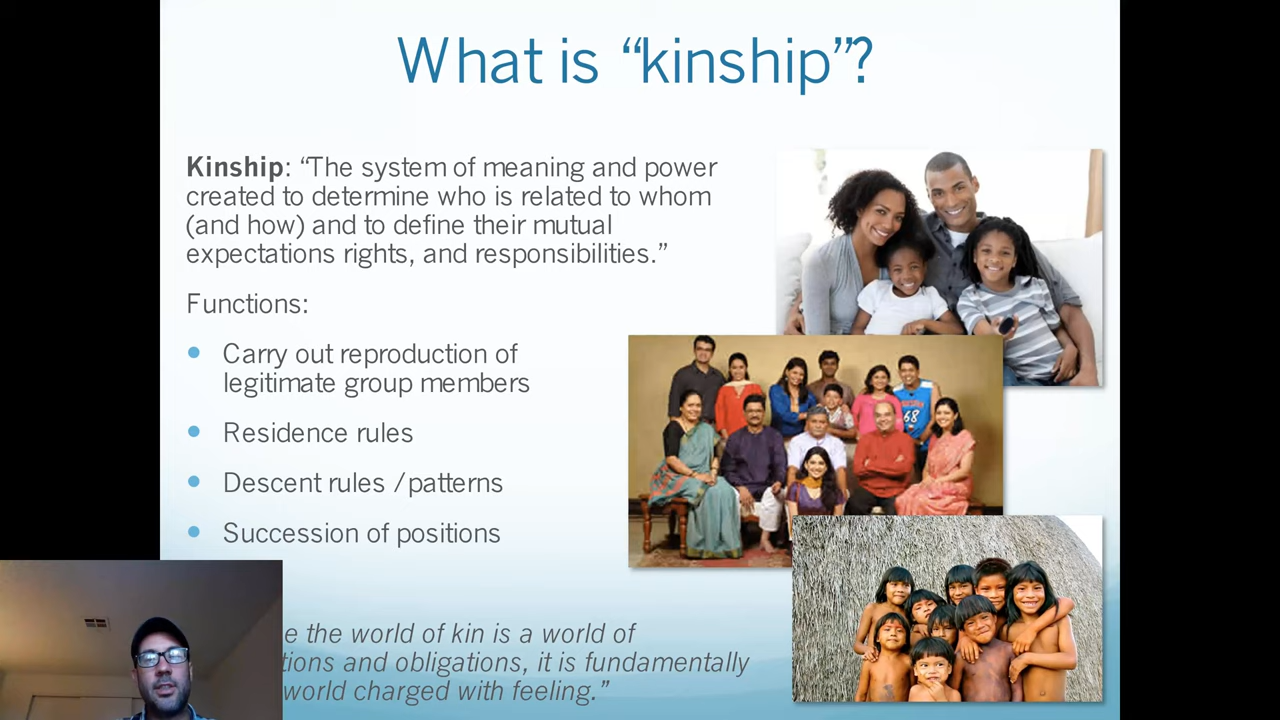 What is “kinship”?
Kinship: “The system of meaning and power
created to determine who is related to whom
(and how) and to define their mutual
expectations rights, and responsibilities.”
Functions:
Carry out reproduction of
legitimate group members
Residence rules
Descent rules /patterns
Succession of positions
the world of kin is a world of
and obligations, it is fundamentally
world charged with feeling.”
68